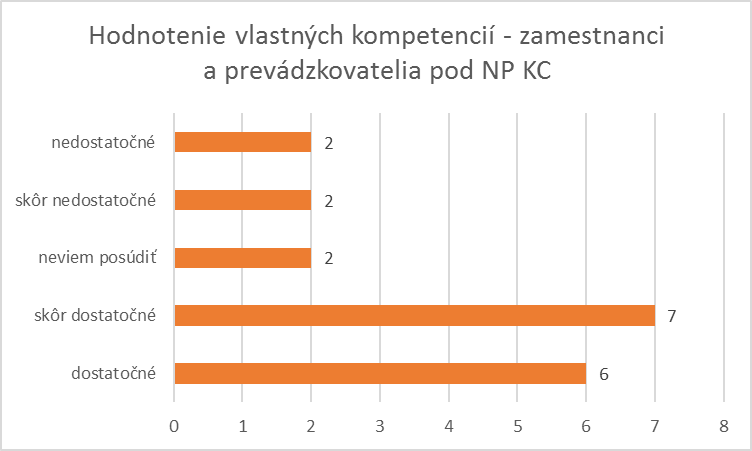 Hodnotenie vlastných kompetencií - zamestnanci
a prevádzkovatelia pod NP KC
nedostatočné 2
skôr nedostatočné 2
neviem posúdiť 2
skôr dostatočné 7
dostatočné 6
0 1 2 3 4 5 6 7 8